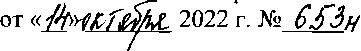 от «14» октября 2022 г. № 653н